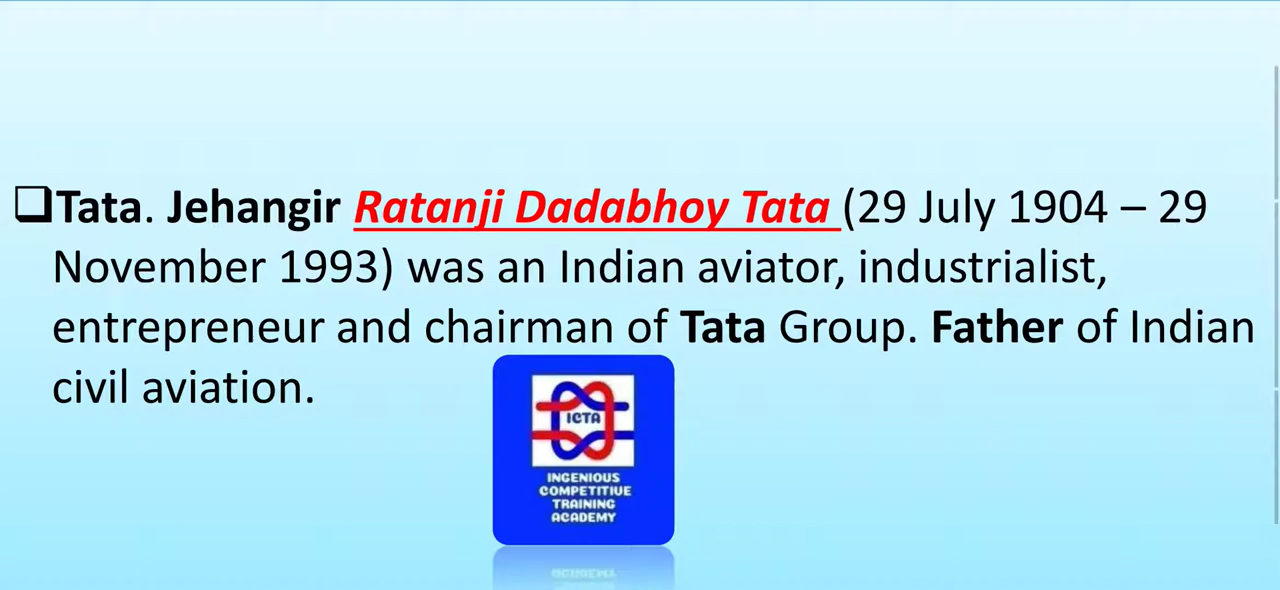 ❑Tata. Jehangir Ratanji Dadabhoy Tata (29 July 1904 – 29
November 1993) was an Indian aviator, industrialist,
entrepreneur and chairman of Tata Group. Father of Indian
civil aviation.
ICTA
INGENIOUS
COMPETITIVE
TRAINING
ACADEMY